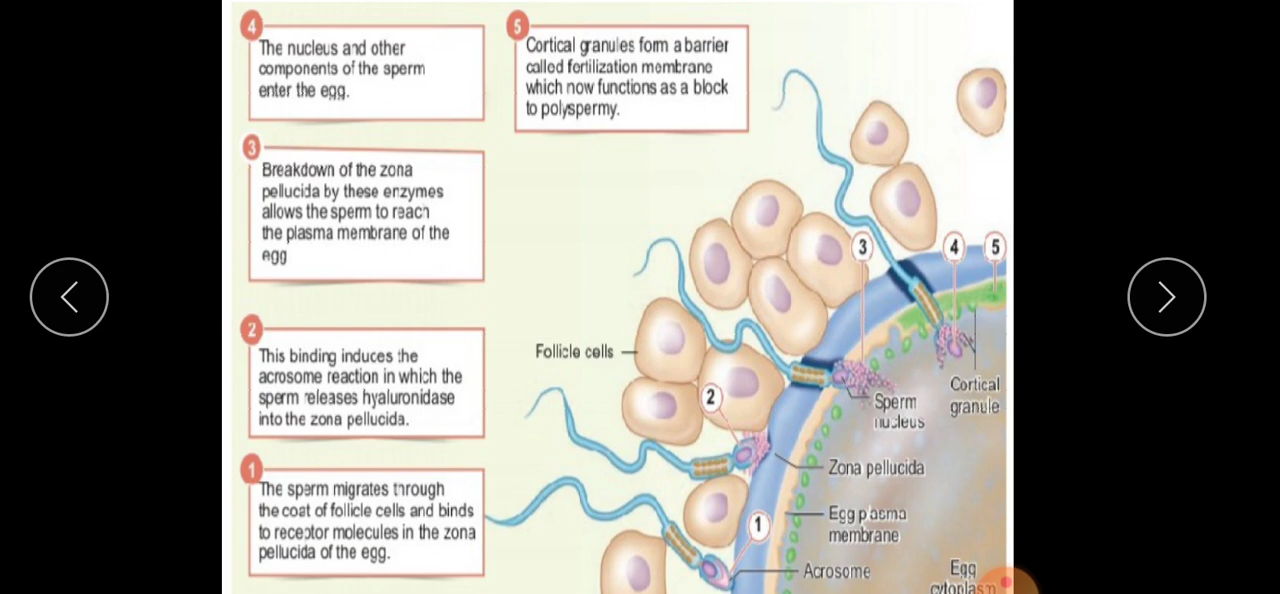 4
The nucleus and other
components of the sperm
enter the egg.
5
Cortical granules form a barrier
called fertilization membrane
which now functions as a block
to polyspermy.
3
Breakdown of the zona
pellucida by these enzymes
allows the sperm to reach
the plasma membrane of the
egg
2
This binding induces the
acrosome reaction in which the
sperm releases hyaluronidase
into the zona pellucida.
1
The sperm migrates through
the coat of follicle cells and binds
to receptor molecules in the zona
pellucida of the egg.
3
4
5
Follicle cells
2
Sperm
nucleus
Cortical
granule
Zona pellucida
1
Egg plasma
membrane
Acrosome
Egg
cytoplasm